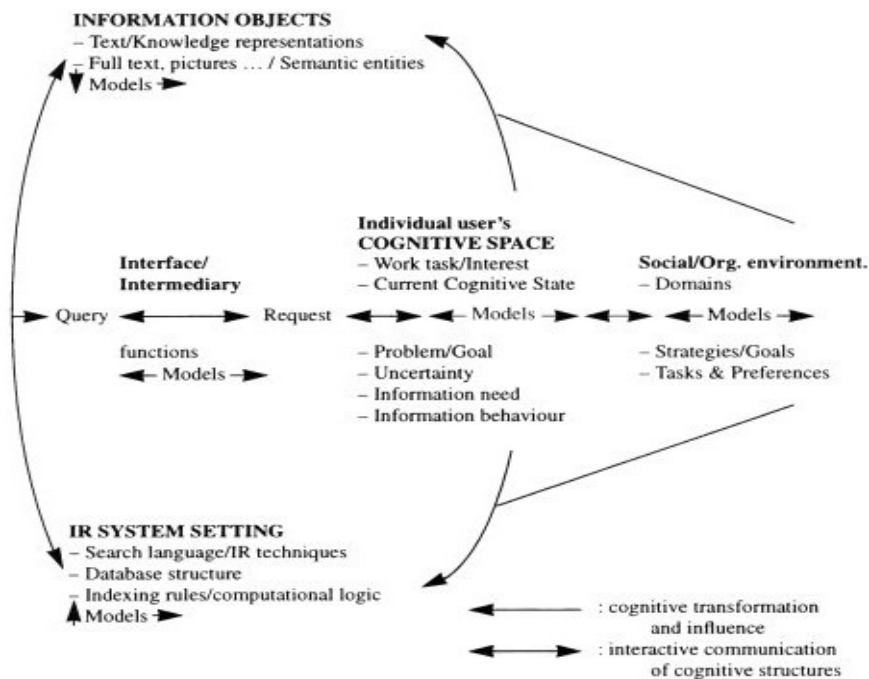 INFORMATION OBJECTS
– Text/Knowledge representations
– Full text, pictures … / Semantic entities
Models
Individual user's
COGNITIVE SPACE
– Work task/Interest
– Current Cognitive State
Interface/
Intermediary
Social/Org. environment.
– Domains
Query
Request
– Models
– Models –
functions
– Models –
– Problem/Goal
– Uncertainty
– Information need
– Information behaviour
– Strategies/Goals
– Tasks & Preferences
IR SYSTEM SETTING
– Search language/IR techniques
– Database structure
– Indexing rules/computational logic
Models
: cognitive transformation
and influence
: interactive communication
of cognitive structures